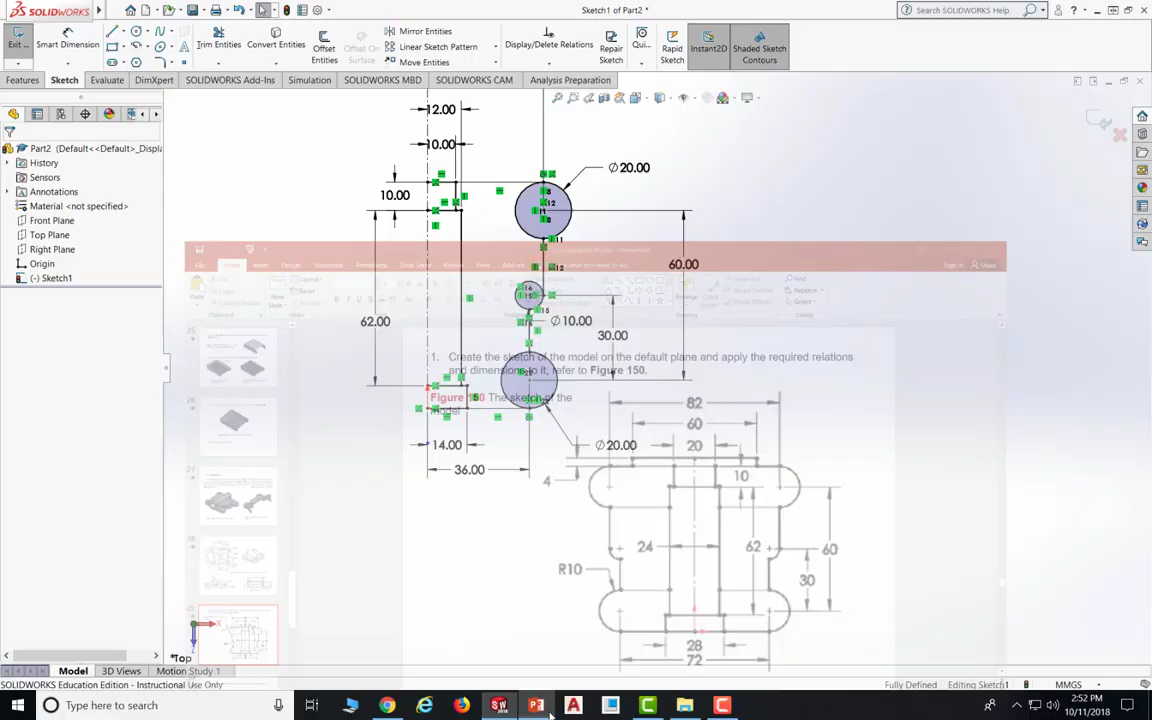 SOLIDWORKS
Sketch1 of Part2 *
Search SOLIDWORKS Help
Exit ...
Smart Dimension
Trim Entities
Convert Entities
Offset Entities
Offset On Surface
Mirror Entities
Linear Sketch Pattern
Move Entities
Display/Delete Relations
Repair Sketch
Qui...
Rapid Sketch
Instant2D
Shaded Sketch Contours
Features
Sketch
Evaluate
DimXpert
SOLIDWORKS Add-Ins
Simulation
SOLIDWORKS MBD
SOLIDWORKS CAM
Analysis Preparation
Part2 (Default<<Default>_Displa
History
Sensors
Annotations
Material <not specified>
Front Plane
Top Plane
Right Plane
Origin
(-) Sketch1
12.00
10.00
10.00
∅20.00
60.00
62.00
∅10.00
30.00
14.00
∅20.00
36.00
1. Create the sketch of the model on the default plane and apply the required relations
and dimensions to it, refer to Figure 150.
The sketch of the
model
82
60
20
10
4
24
62
60
R10
30
28
72
*Top
Model
3D Views
Motion Study 1
SOLIDWORKS Education Edition - Instructional Use Only
Fully Defined
Editing Sketch1
MMGS
Type here to search
2:52 PM
10/11/2018